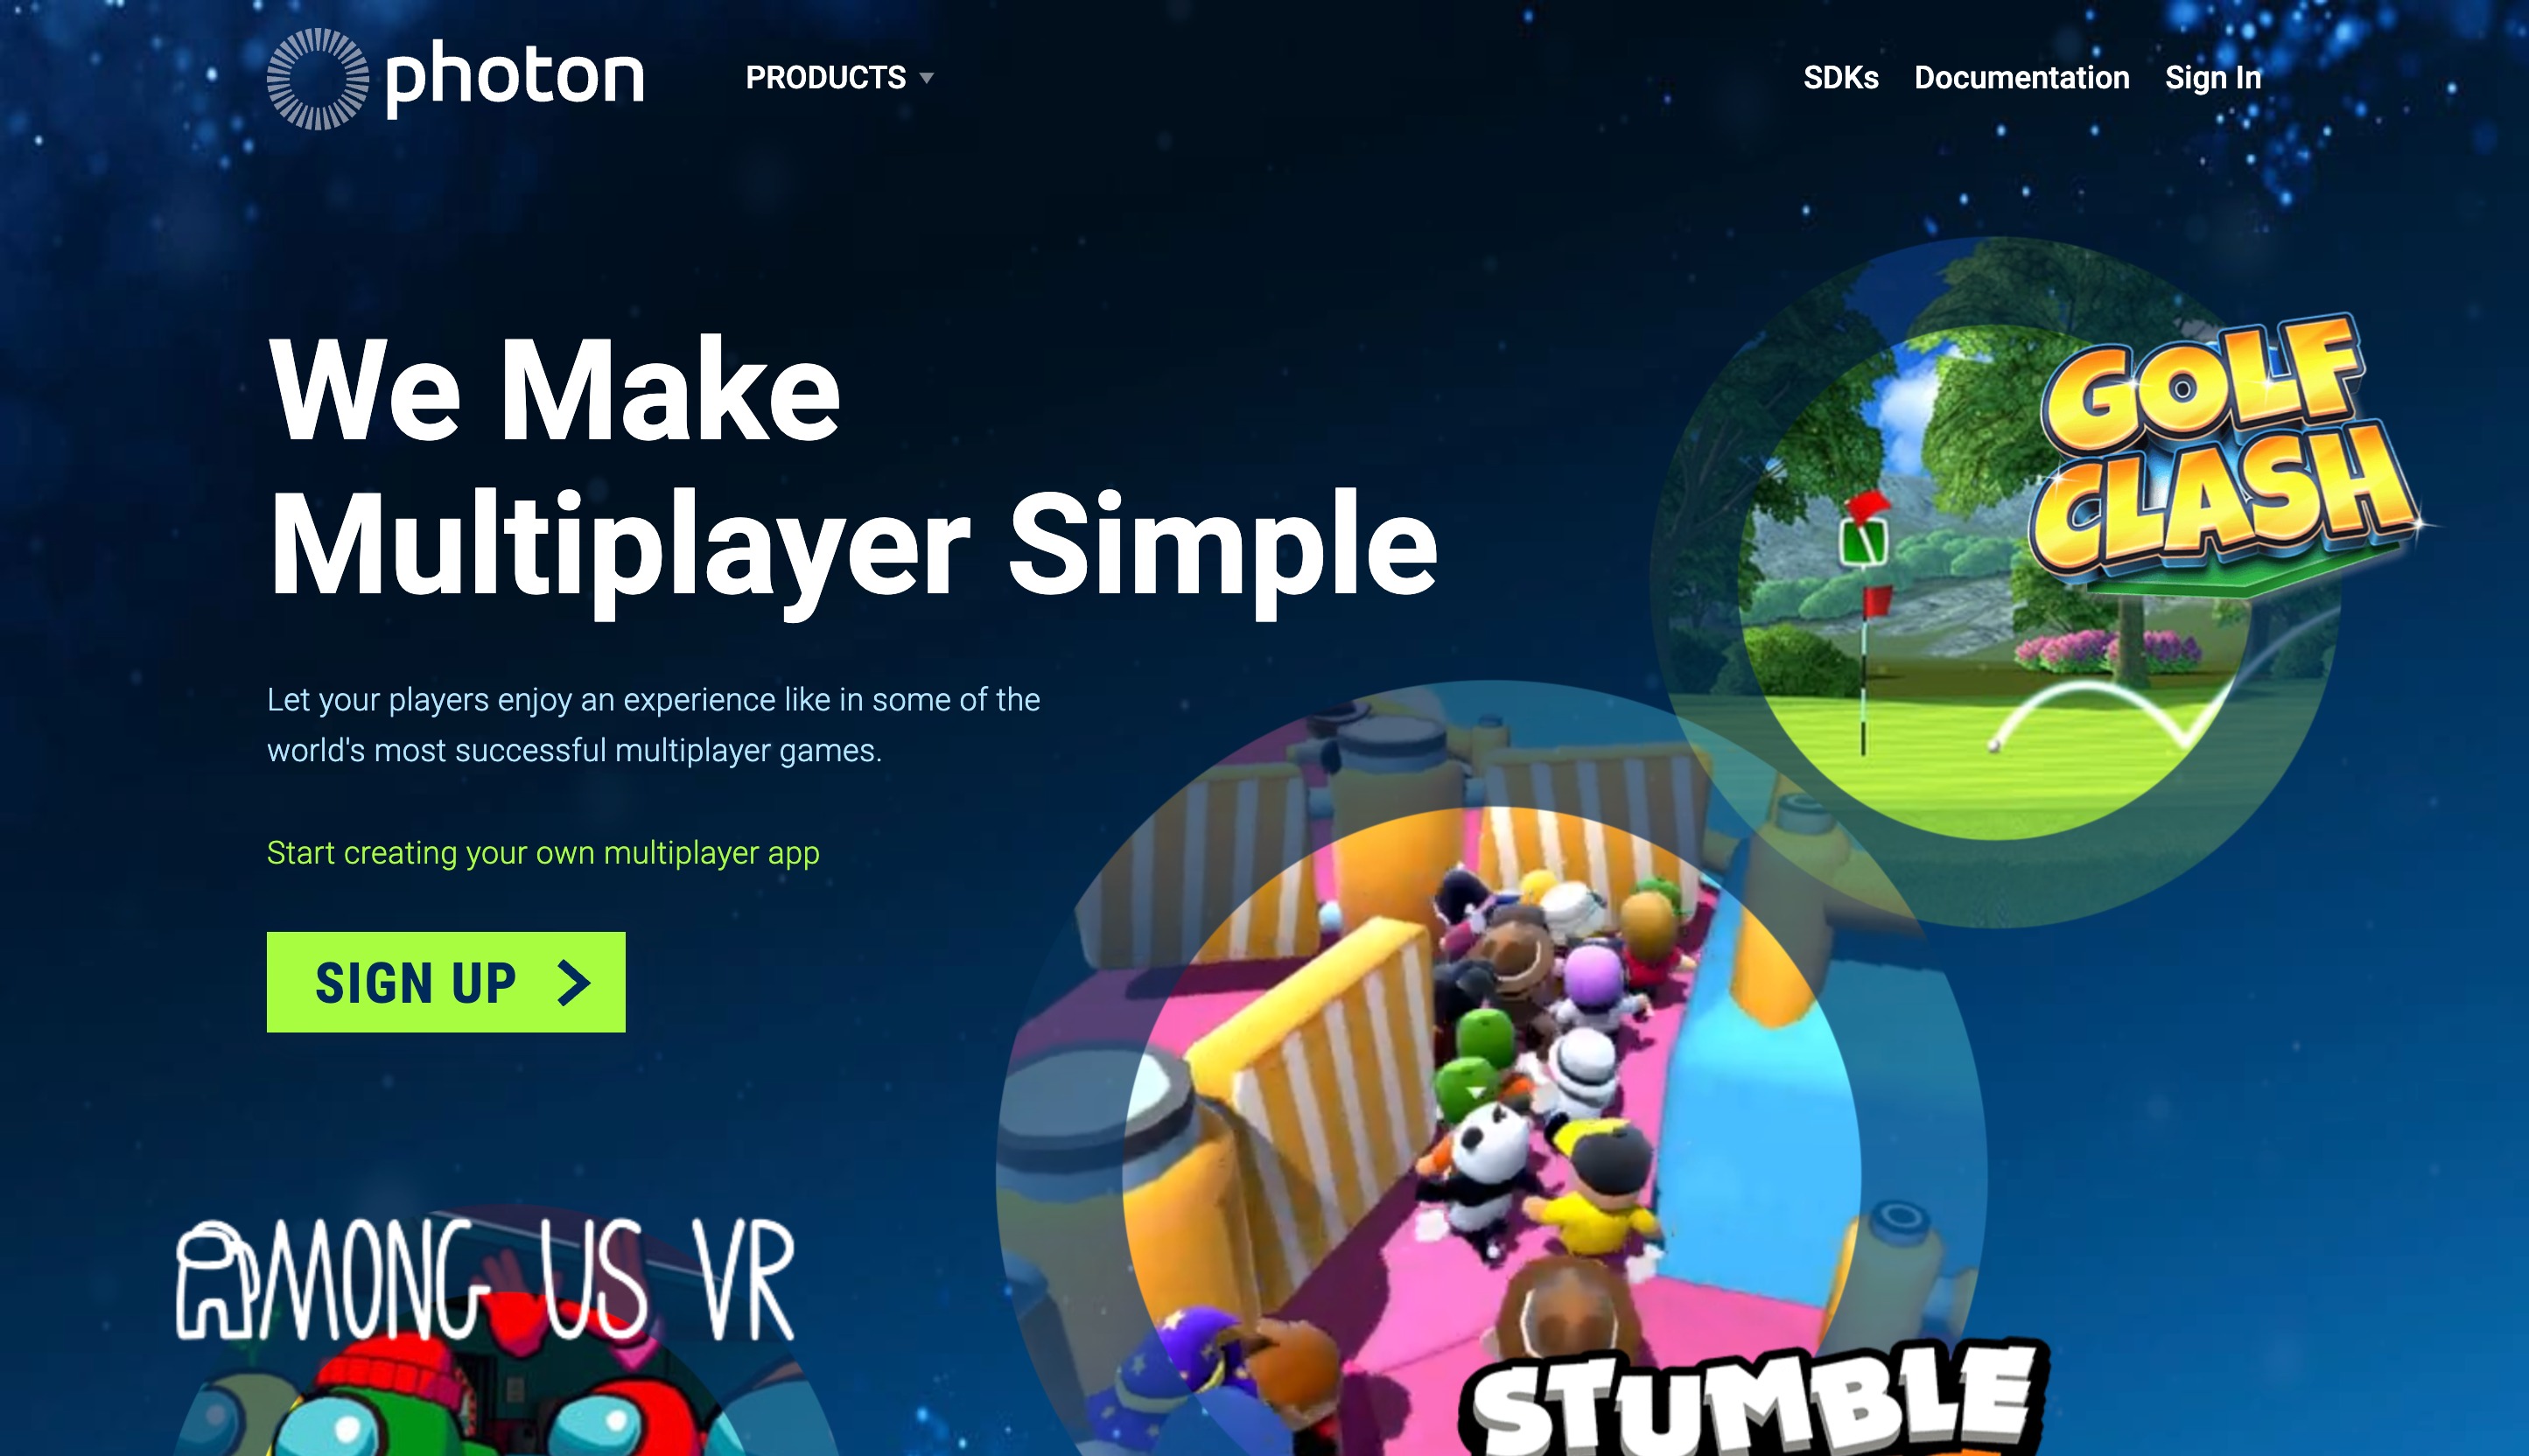 photon
PRODUCTS
SDKs
Documentation
Sign In
We Make
Multiplayer Simple
GOLF
CLASH
Let your players enjoy an experience like in some of the
world's most successful multiplayer games.
Start creating your own multiplayer app
SIGN UP
AMONG US VR
STUMBLE